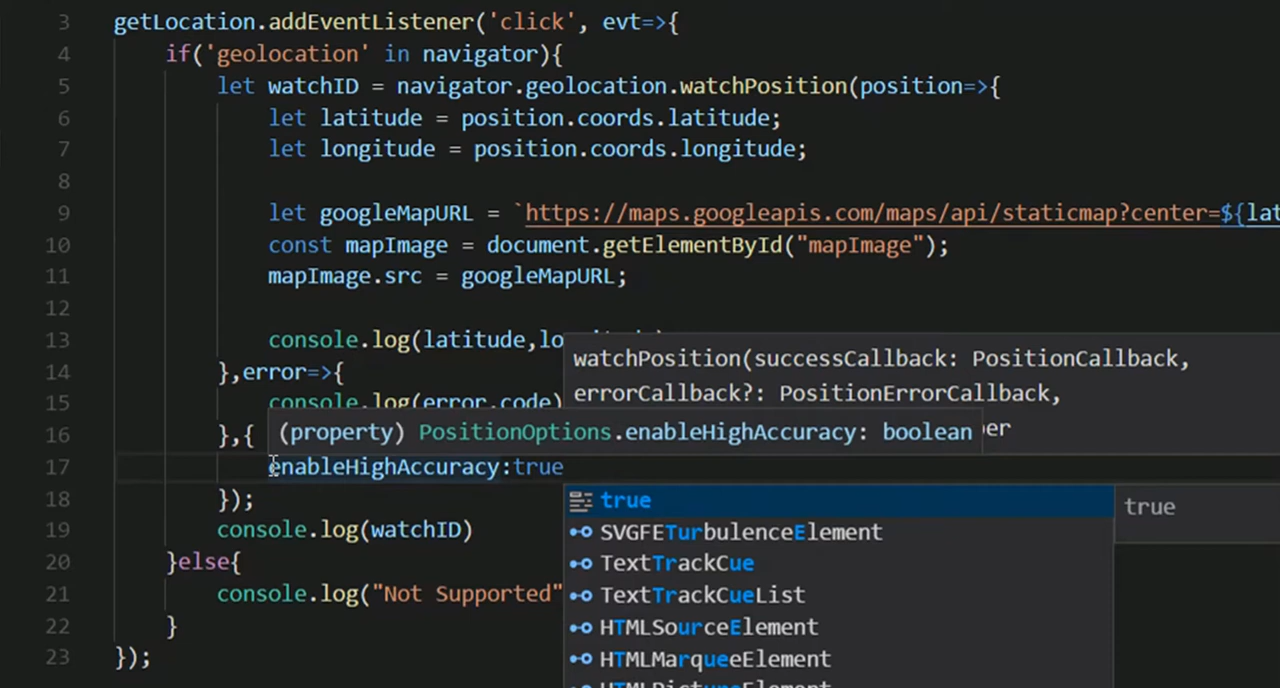 3 getLocation.addEventListener('click', evt=>{
4 if('geolocation' in navigator){
5 let watchID = navigator.geolocation.watchPosition(position=>{
6 let latitude = position.coords.latitude;
7 let longitude = position.coords.longitude;
8
9 let googleMapURL = `https://maps.googleapis.com/maps/api/staticmap?center=${lat
10 const mapImage = document.getElementById("mapImage");
11 mapImage.src = googleMapURL;
12
13 console.log(latitude,lo
watchPosition(successCallback: PositionCallback,
14 },error=>{
errorCallback?: PositionErrorCallback,
15 console.log(error.code)
16 },{
(property) PositionOptions.enableHighAccuracy: boolean
17 enableHighAccuracy:true
18 });
true
true
19 console.log(watchID)
SVGFETurbulenceElement
20 }else{
TextTrackCue
21 console.log("Not Supported"
TextTrackCueList
22 }
HTMLSourceElement
23 });
HTMLMarqueeElement